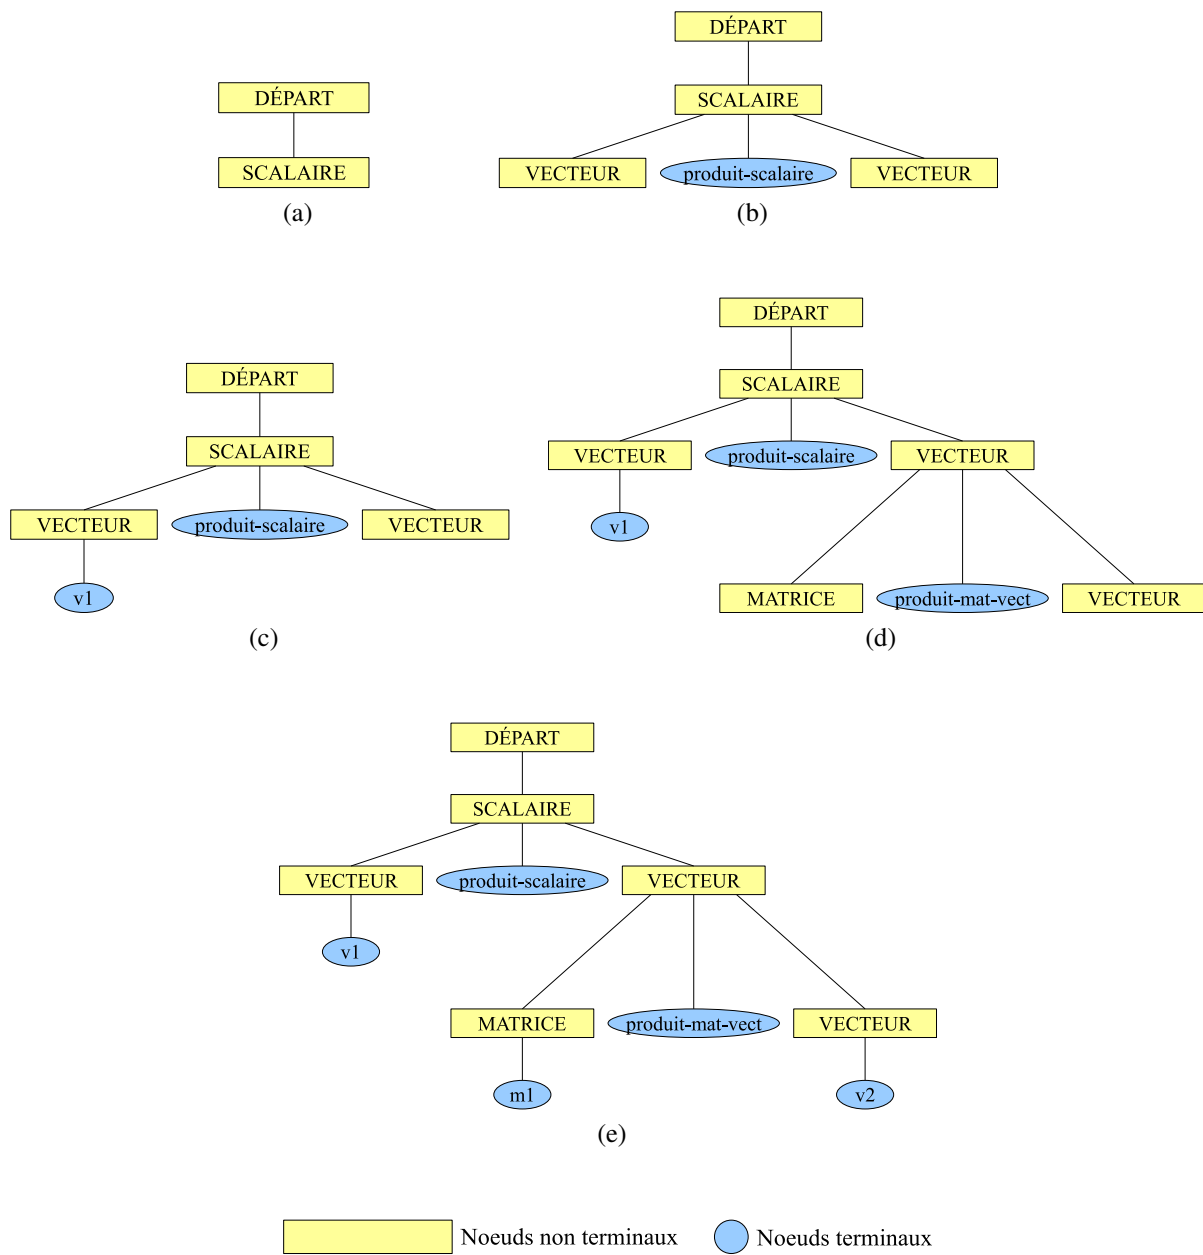 DÉPART
SCALAIRE
(a)
DÉPART
SCALAIRE
VECTEUR produit-scalaire VECTEUR
(b)
DÉPART
SCALAIRE
VECTEUR produit-scalaire VECTEUR
v1
(c)
DÉPART
SCALAIRE
VECTEUR produit-scalaire VECTEUR
v1
MATRICE produit-mat-vect VECTEUR
(d)
DÉPART
SCALAIRE
VECTEUR produit-scalaire VECTEUR
v1
MATRICE produit-mat-vect VECTEUR
m1 v2
(e)
Noeuds non terminaux Noeuds terminaux